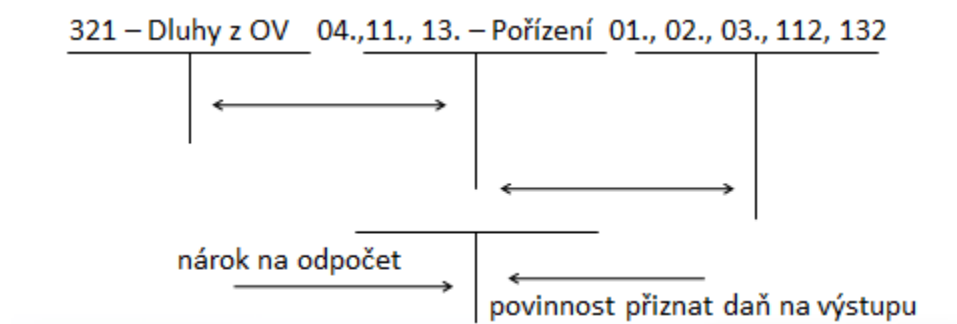 321 – Dluhy z OV 04.,11., 13. – Pořízení 01., 02., 03., 112, 132
nárok na odpočet
povinnost přiznat daň na výstupu